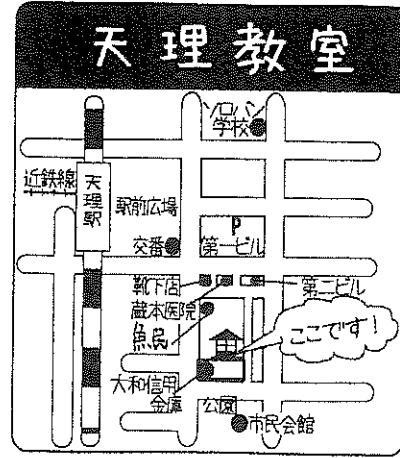 天理教室
ソロバン
学校
近鉄線
天理駅
駅前広場
P
交番
第一ビル
靴下店
第二ビル
蔵本医院
魚民
ここです!
大和信用
金庫
公園
市民会館